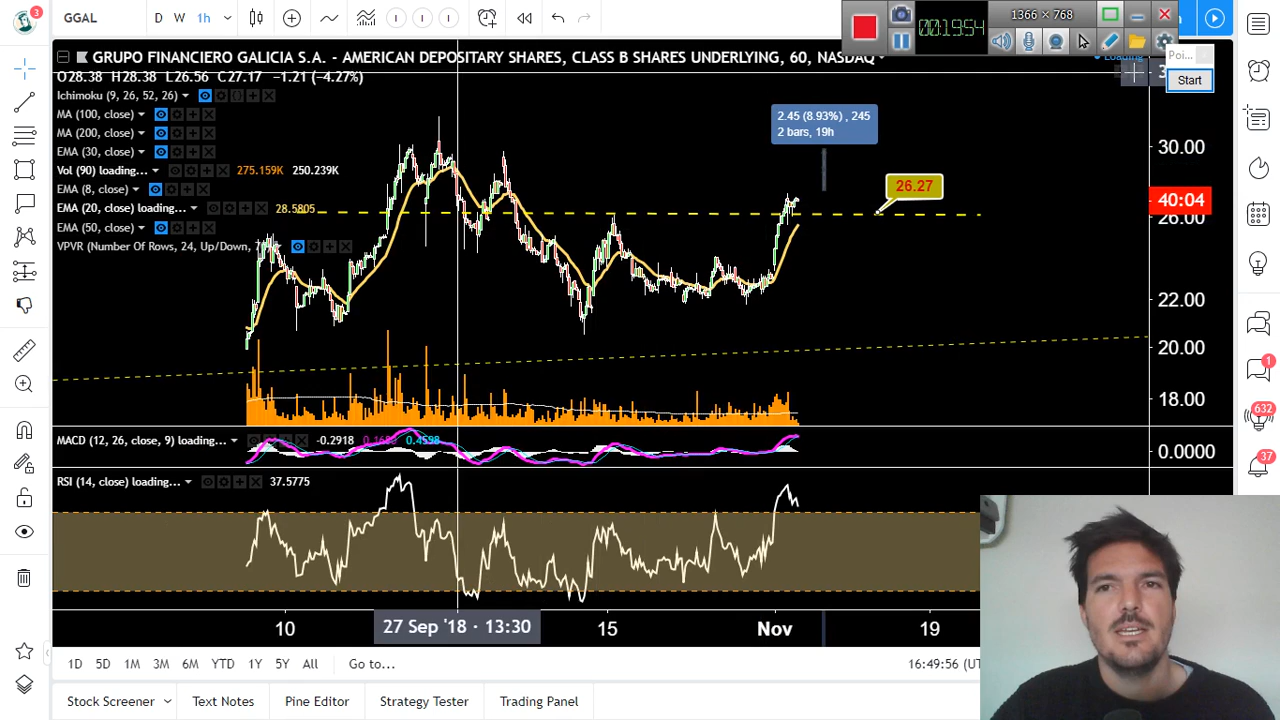 GGAL D W 1h
00:19:54
1366 × 768
GRUPO FINANCIERO GALICIA S.A. - AMERICAN DEPOSITARY SHARES, CLASS B SHARES UNDERLYING, 60, NASDAQ
Loading
Poi...
Start
O28.38 H28.38 L26.56 C27.17 −1.21 (−4.27%)
Ichimoku (9, 26, 52, 26)
MA (100, close)
MA (200, close)
EMA (30, close)
Vol (90) loading... 275.159K 250.239K
EMA (8, close)
EMA (20, close) loading... 28.5805
EMA (50, close)
VPVR (Number Of Rows, 24, Up/Down,
2.45 (8.93%) , 245
2 bars, 19h
26.27
30.00
40:04
26.00
22.00
20.00
18.00
MACD (12, 26, close, 9) loading... -0.2918 0.4598
0.0000
RSI (14, close) loading... 37.5775
10 27 Sep '18 · 13:30 15 Nov 19
1D 5D 1M 3M 6M YTD 1Y 5Y All Go to...
16:49:56 (U
Stock Screener Text Notes Pine Editor Strategy Tester Trading Panel
1
632
37